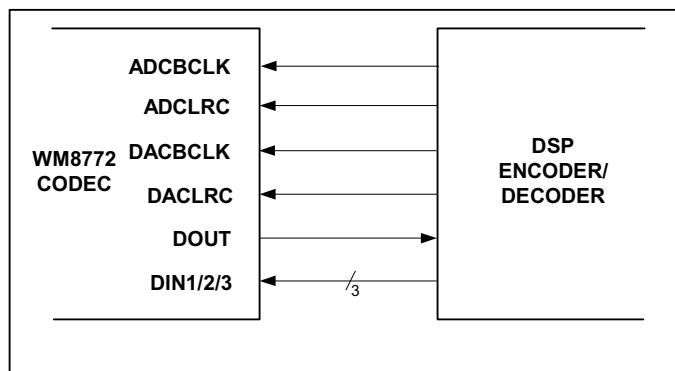 ADCBCLK
ADCLRC
WM8772
CODEC
DACBCLK
DACLRC
DOUT
DIN1/2/3
3
DSP
ENCODER/
DECODER